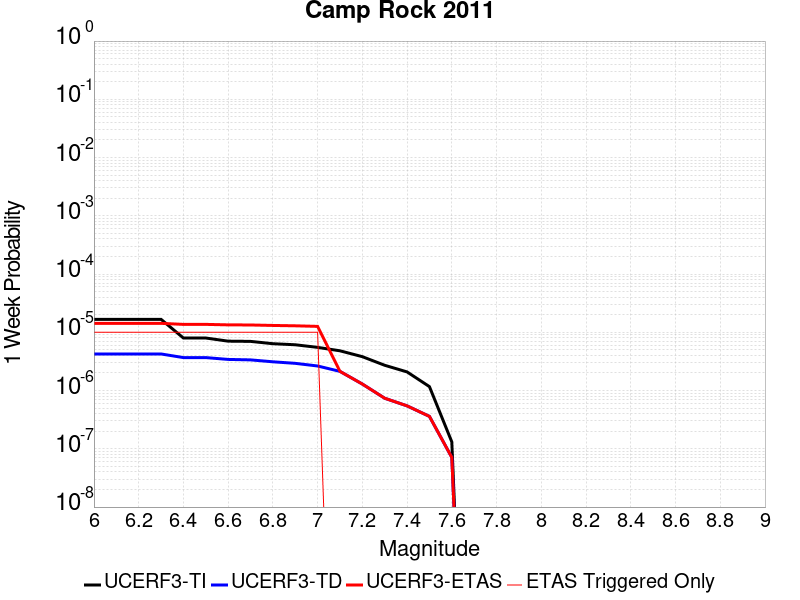 Camp Rock 2011
10^0
10^-1
10^-2
10^-3
10^-4
10^-5
10^-6
10^-7
10^-8
1 Week Probability
6 6.2 6.4 6.6 6.8 7 7.2 7.4 7.6 7.8 8 8.2 8.4 8.6 8.8 9
Magnitude
UCERF3-TI UCERF3-TD UCERF3-ETAS ETAS Triggered Only